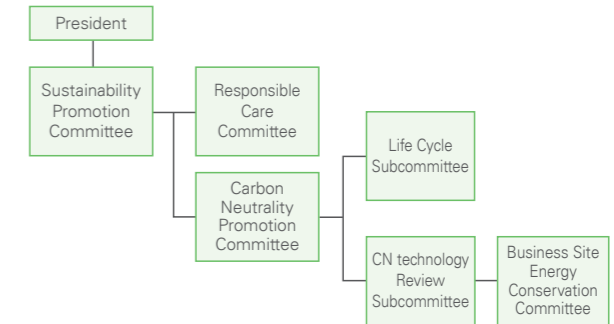 President
Sustainability
Promotion
Committee
Responsible
Care
Committee
Carbon
Neutrality
Promotion
Committee
Life Cycle
Subcommittee
CN technology
Review
Subcommittee
Business Site
Energy
Conservation
Committee